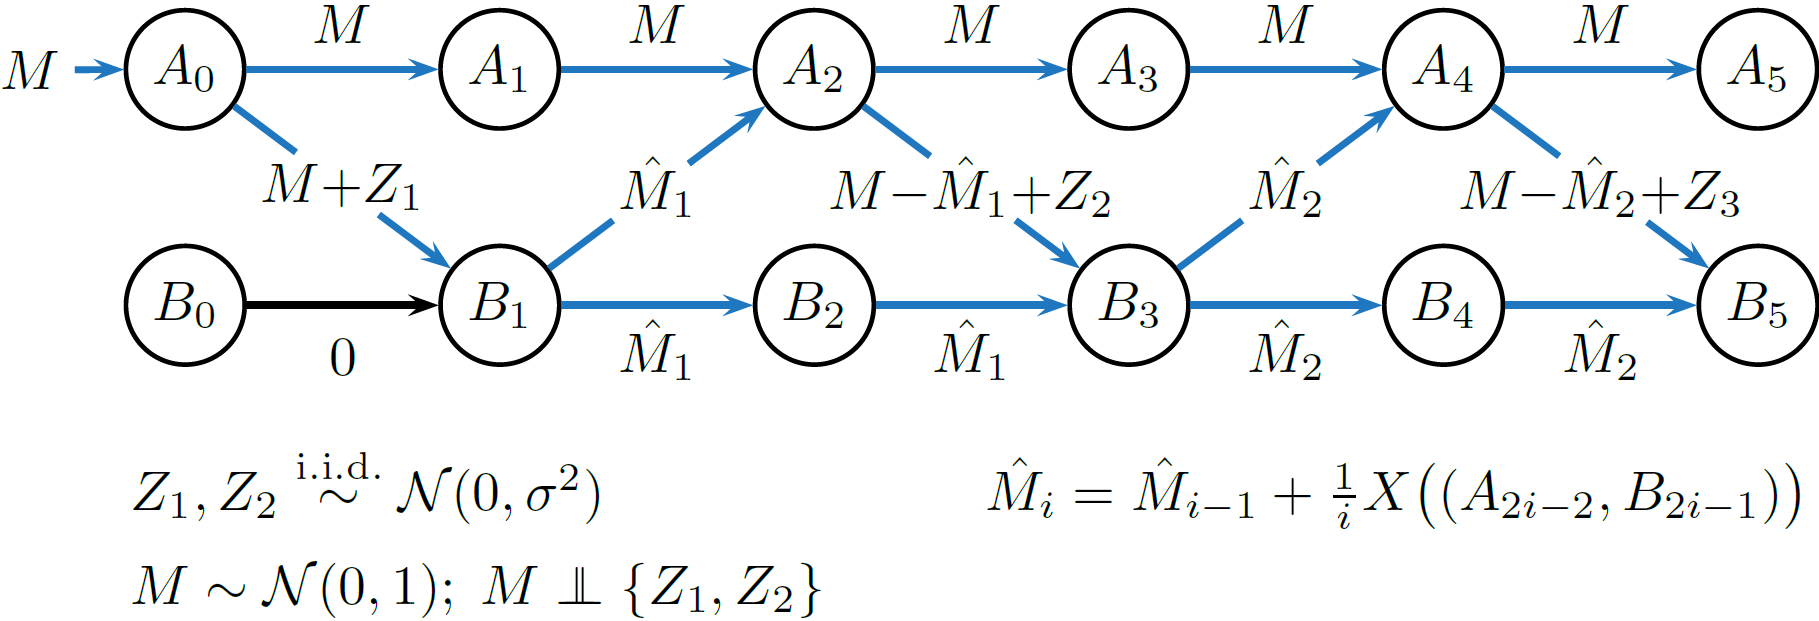 M M M M M
M A₀ A₁ A₂ A₃ A₄ A₅
M+Z₁ M̂₁ M−M̂₁+Z₂ M̂₂ M−M̂₂+Z₃
B₀ B₁ B₂ B₃ B₄ B₅
0 M̂₁ M̂₁ M̂₂ M̂₂
Z₁, Z₂ i.i.d. ∼ 𝒩(0, σ²)
M̂ᵢ = M̂ᵢ₋₁ + 1/i X((A₂ᵢ₋₂, B₂ᵢ₋₁))
M ∼ 𝒩(0, 1); M ⫫ {Z₁, Z₂}